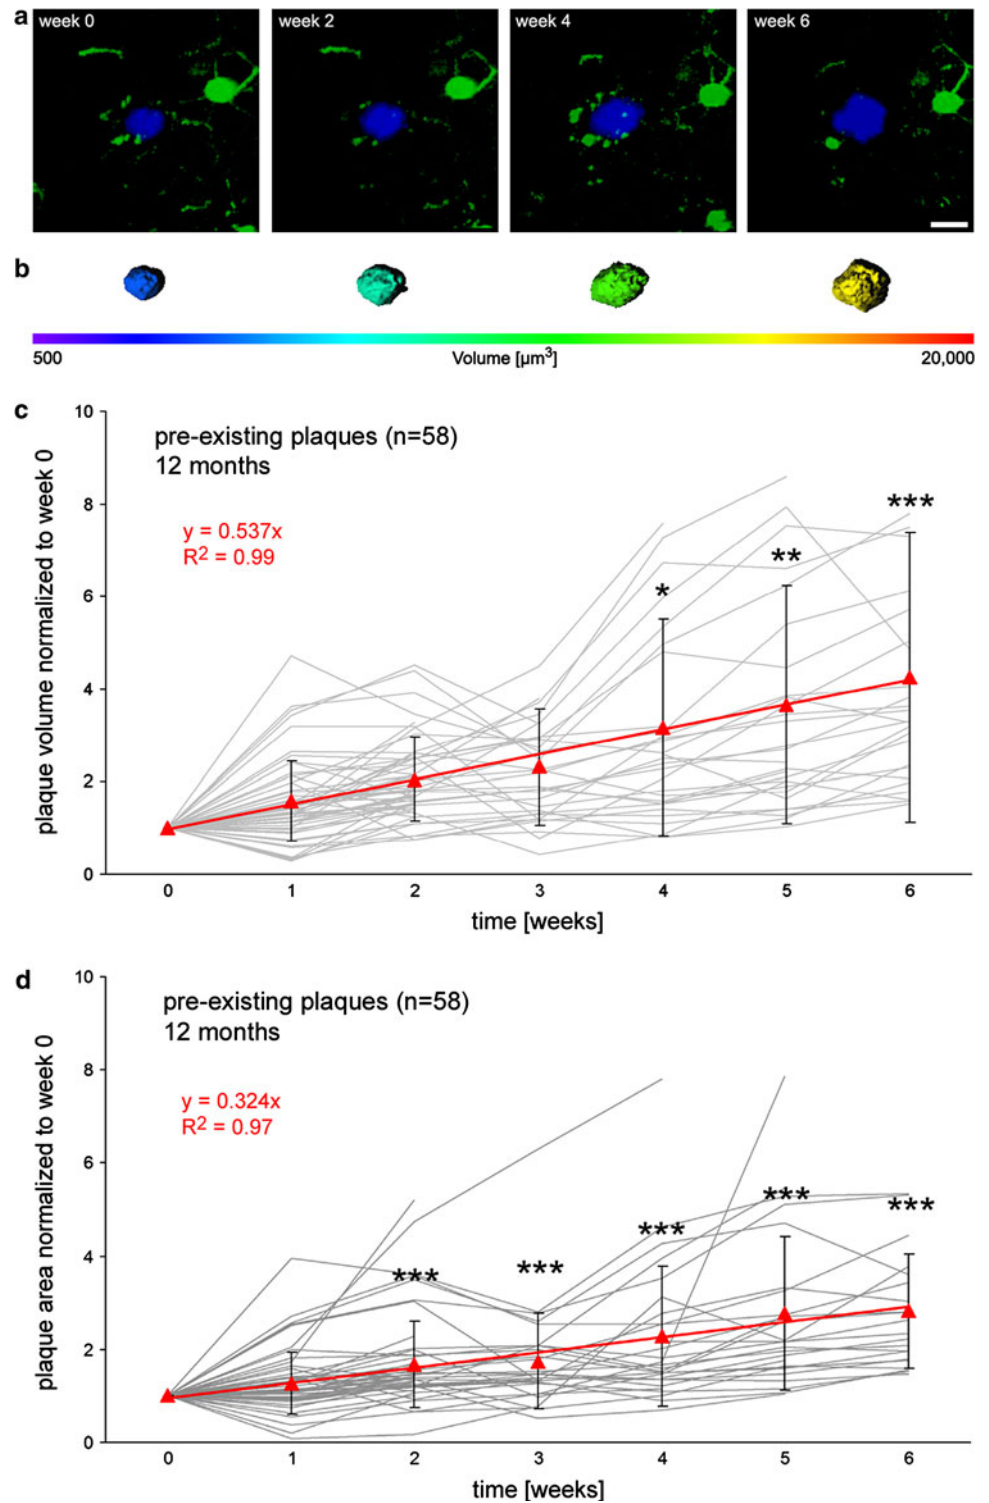 a
week 0
week 2
week 4
week 6
b
500
Volume [µm³]
20,000
c
plaque volume normalized to week 0
10
8
6
4
2
0
pre-existing plaques (n=58)
12 months
y = 0.537x
R² = 0.99
*
**
***
0 1 2 3 4 5 6
time [weeks]
d
plaque area normalized to week 0
10
8
6
4
2
0
pre-existing plaques (n=58)
12 months
y = 0.324x
R² = 0.97
***
***
***
***
***
0 1 2 3 4 5 6
time [weeks]